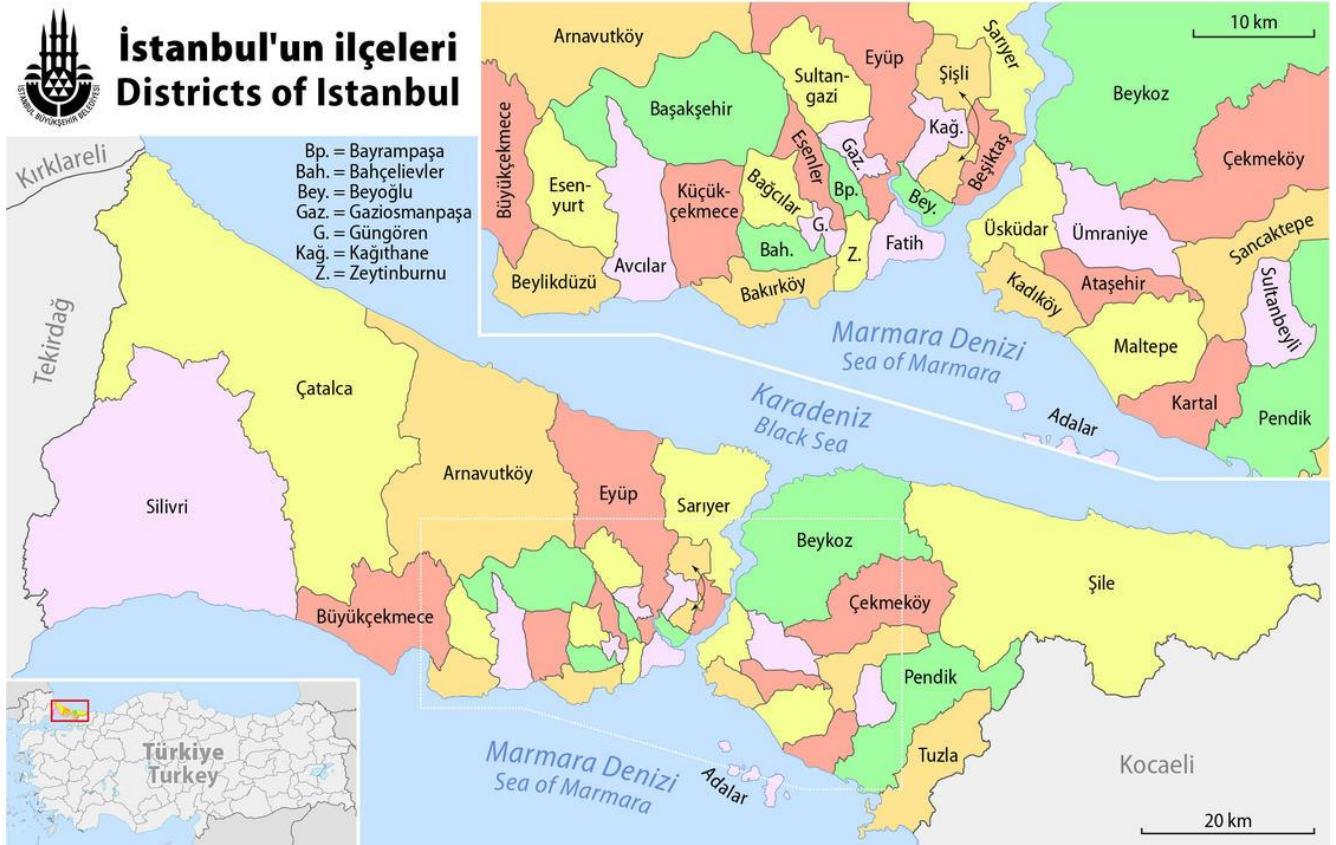 İSTANBUL BÜYÜKŞEHİR BELEDİYESİ
İstanbul'un ilçeleri
Districts of Istanbul
Bp. = Bayrampaşa
Bah. = Bahçelievler
Bey. = Beyoğlu
Gaz. = Gaziosmanpaşa
G. = Güngören
Kağ. = Kağıthane
Z. = Zeytinburnu
10 km
Arnavutköy
Eyüp
Sarıyer
Şişli
Sultan-
gazi
Beykoz
Başakşehir
Büyükçekmece
Kağ.
Gaz.
Esenler
Beşiktaş
Çekmeköy
Esen-
yurt
Küçük-
çekmece
Bağcılar
Bp.
Bey.
G.
Üsküdar
Ümraniye
Sancaktepe
Bah.
Z.
Fatih
Avcılar
Beylikdüzü
Bakırköy
Kadıköy
Ataşehir
Sultanbeyli
Marmara Denizi
Sea of Marmara
Maltepe
Kartal
Adalar
Pendik
Kırklareli
Tekirdağ
Karadeniz
Black Sea
Çatalca
Silivri
Arnavutköy
Eyüp
Sarıyer
Beykoz
Şile
Büyükçekmece
Çekmeköy
Pendik
Tuzla
Kocaeli
Marmara Denizi
Sea of Marmara
Adalar
Türkiye
Turkey
20 km